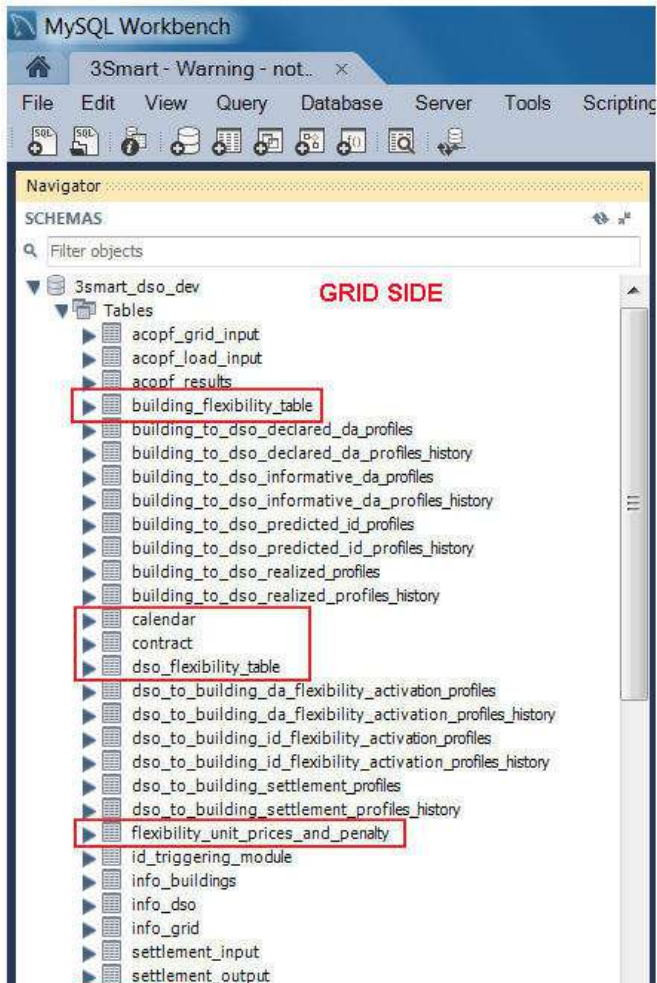 MySQL Workbench
3Smart - Warning - not.. ×
File Edit View Query Database Server Tools Scripting
SQL SQL
Navigator
SCHEMAS
Filter objects
3smart_dso_dev
GRID SIDE
Tables
acopf_grid_input
acopf_load_input
acopf_results
building_flexibility_table
building_to_dso_declared_da_profiles
building_to_dso_declared_da_profiles_history
building_to_dso_informative_da_profiles
building_to_dso_informative_da_profiles_history
building_to_dso_predicted_id_profiles
building_to_dso_predicted_id_profiles_history
building_to_dso_realized_profiles
building_to_dso_realized_profiles_history
calendar
contract
dso_flexibility_table
dso_to_building_da_flexibility_activation_profiles
dso_to_building_da_flexibility_activation_profiles_history
dso_to_building_id_flexibility_activation_profiles
dso_to_building_id_flexibility_activation_profiles_history
dso_to_building_settlement_profiles
dso_to_building_settlement_profiles_history
flexibility_unit_prices_and_penalty
id_triggering_module
info_buildings
info_dso
info_grid
settlement_input
settlement_output